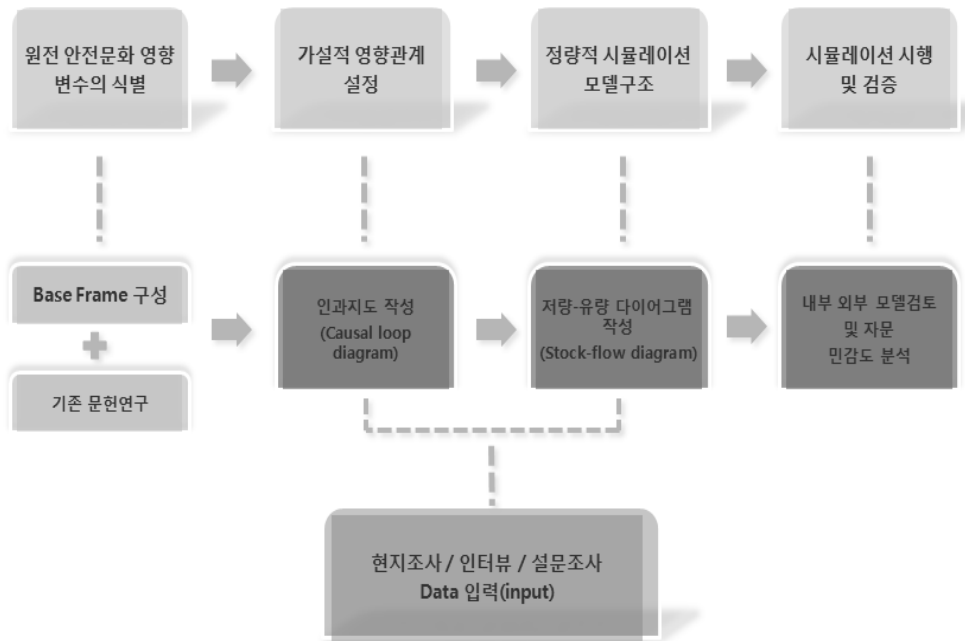 원전 안전문화 영향
변수의 식별
가설적 영향관계
설정
정량적 시뮬레이션
모델구조
시뮬레이션 시행
및 검증
Base Frame 구성
기존 문헌연구
인과지도 작성
(Causal loop
diagram)
저량-유량 다이어그램
작성
(Stock-flow diagram)
내부 외부 모델검토
및 자문
민감도 분석
현지조사 / 인터뷰 / 설문조사
Data 입력(input)